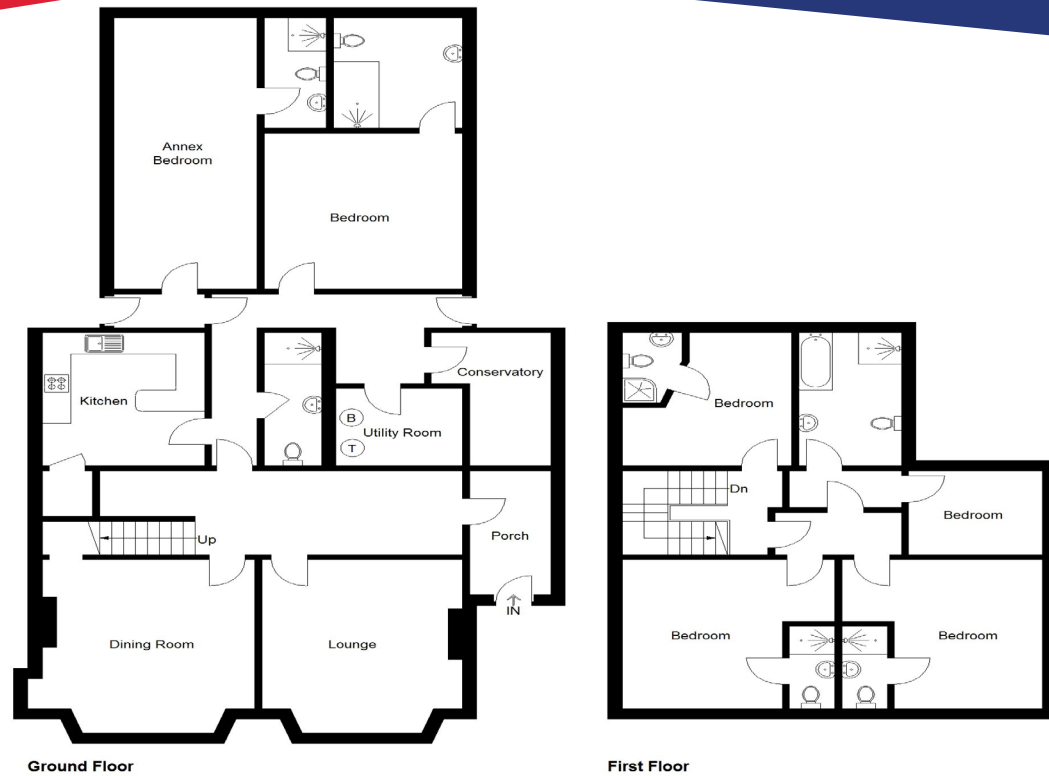 Annex
Bedroom
Bedroom
Kitchen
Conservatory
B
T
Utility Room
Up
Porch
IN
Dining Room
Lounge
Ground Floor
Bedroom
Dn
Bedroom
Bedroom
Bedroom
First Floor